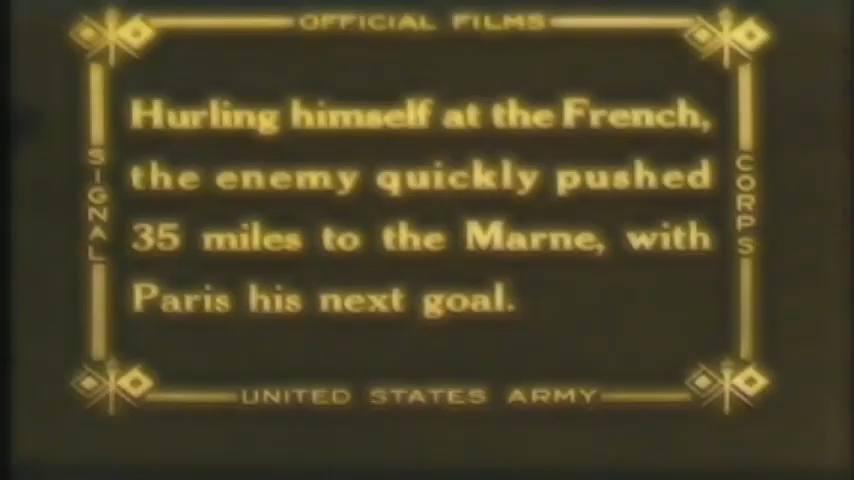 OFFICIAL FILMS
Hurling himself at the French,
the enemy quickly pushed
35 miles to the Marne, with
Paris his next goal.
SIGNAL
CORPS
UNITED STATES ARMY